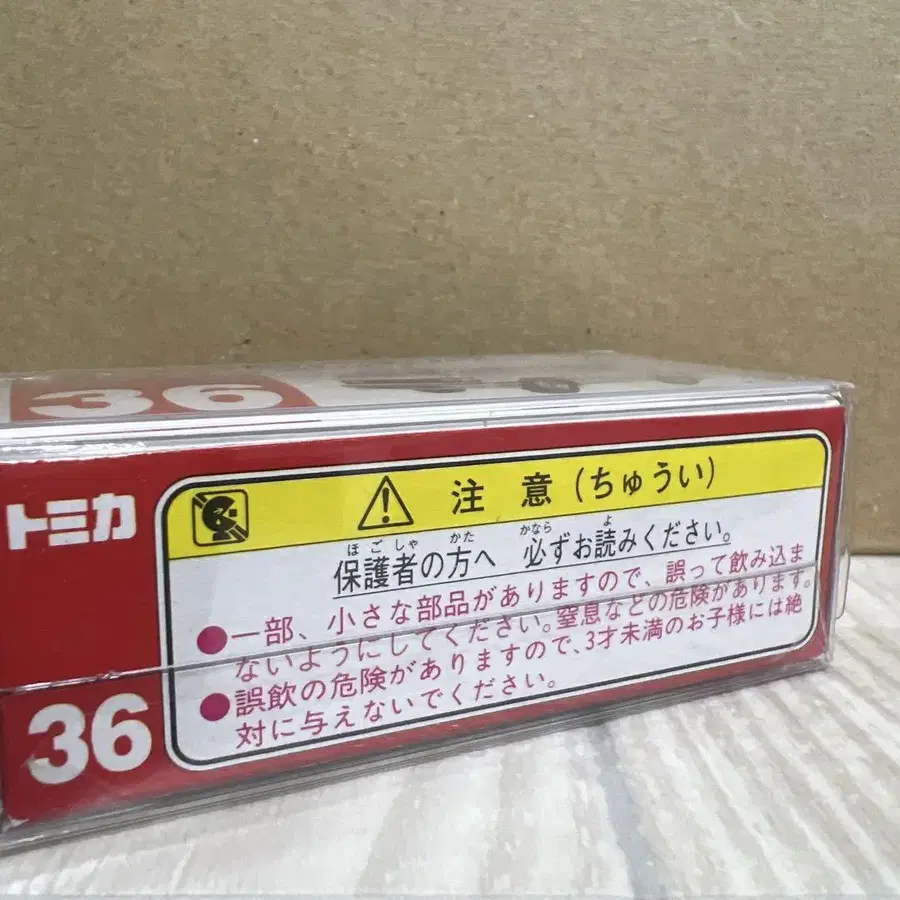 36
トミカ
36
注意(ちゅうい)
ほごしゃ かた かなら よ
保護者の方へ 必ずお読みください。
●一部、小さな部品がありますので、誤って飲み込ま
ないようにしてください。窒息などの危険があります。
●誤飲の危険がありますので、3才未満のお子様には絶
対に与えないでください。